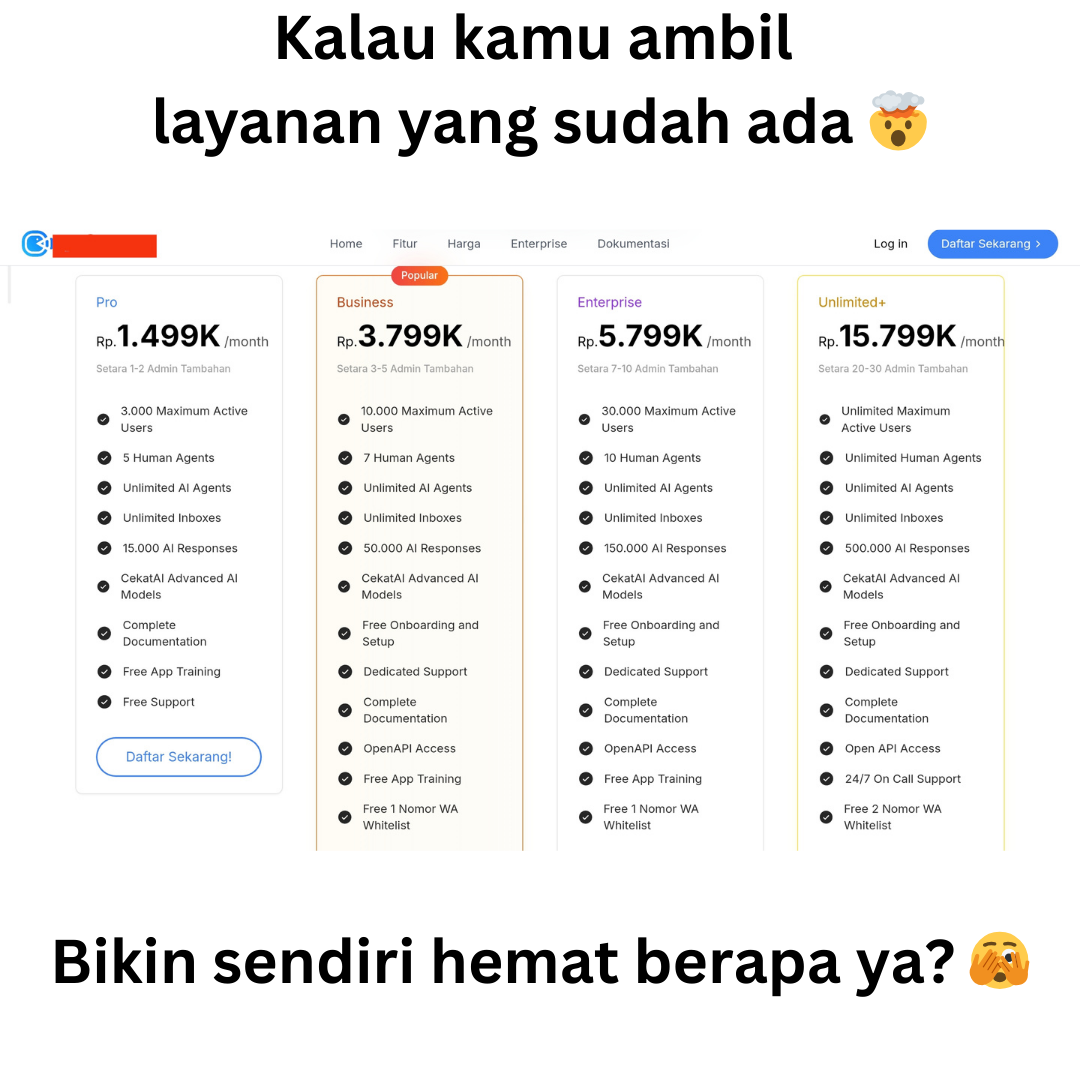 Kalau kamu ambil
layanan yang sudah ada 🤯
Home Fitur Harga Enterprise Dokumentasi Log in Daftar Sekarang >
Pro
Rp.1.499K /month
Setara 1-2 Admin Tambahan
3.000 Maximum Active
Users
5 Human Agents
Unlimited AI Agents
Unlimited Inboxes
15.000 AI Responses
CekatAI Advanced AI
Models
Complete
Documentation
Free App Training
Free Support
Daftar Sekarang!
Popular
Business
Rp.3.799K /month
Setara 3-5 Admin Tambahan
10.000 Maximum Active
Users
7 Human Agents
Unlimited AI Agents
Unlimited Inboxes
50.000 AI Responses
CekatAI Advanced AI
Models
Free Onboarding and
Setup
Dedicated Support
Complete
Documentation
OpenAPI Access
Free App Training
Free 1 Nomor WA
Whitelist
Enterprise
Rp.5.799K /month
Setara 7-10 Admin Tambahan
30.000 Maximum Active
Users
10 Human Agents
Unlimited AI Agents
Unlimited Inboxes
150.000 AI Responses
CekatAI Advanced AI
Models
Free Onboarding and
Setup
Dedicated Support
Complete
Documentation
OpenAPI Access
Free App Training
Free 1 Nomor WA
Whitelist
Unlimited+
Rp.15.799K /month
Setara 20-30 Admin Tambahan
Unlimited Maximum
Active Users
Unlimited Human Agents
Unlimited AI Agents
Unlimited Inboxes
500.000 AI Responses
CekatAI Advanced AI
Models
Free Onboarding and
Setup
Dedicated Support
Complete
Documentation
Open API Access
24/7 On Call Support
Free 2 Nomor WA
Whitelist
Bikin sendiri hemat berapa ya? 🫣